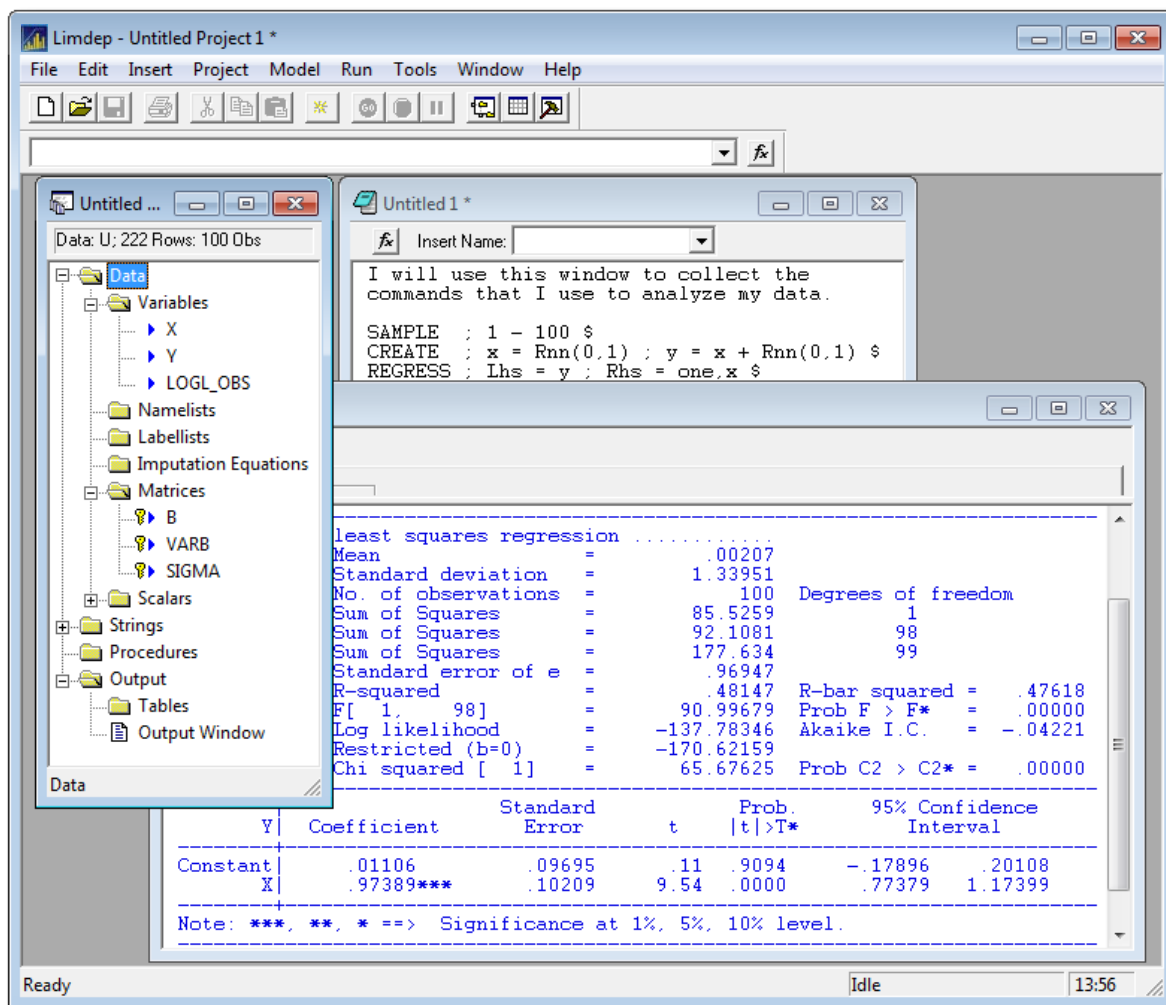 Limdep - Untitled Project 1 *
File Edit Insert Project Model Run Tools Window Help
GO
fx
Untitled ...
Data: U; 222 Rows: 100 Obs
Data
Variables
X
Y
LOGL_OBS
Namelists
Labellists
Imputation Equations
Matrices
B
VARB
SIGMA
Scalars
Strings
Procedures
Output
Tables
Output Window
Data
Untitled 1 *
fx Insert Name:
I will use this window to collect the
commands that I use to analyze my data.
SAMPLE ; 1 - 100 $
CREATE ; x = Rnn(0,1) ; y = x + Rnn(0,1) $
REGRESS ; Lhs = y ; Rhs = one,x $
least squares regression ............
Mean = .00207
Standard deviation = 1.33951
No. of observations = 100 Degrees of freedom
Sum of Squares = 85.5259 1
Sum of Squares = 92.1081 98
Sum of Squares = 177.634 99
Standard error of e = .96947
R-squared = .48147 R-bar squared = .47618
F[ 1, 98] = 90.99679 Prob F > F* = .00000
Log likelihood = -137.78346 Akaike I.C. = -.04221
Restricted (b=0) = -170.62159
Chi squared [ 1] = 65.67625 Prob C2 > C2* = .00000
Standard Prob. 95% Confidence
Y| Coefficient Error t |t|>T* Interval
Constant| .01106 .09695 .11 .9094 -.17896 .20108
X| .97389*** .10209 9.54 .0000 .77379 1.17399
Note: ***, **, * ==> Significance at 1%, 5%, 10% level.
Ready Idle 13:56